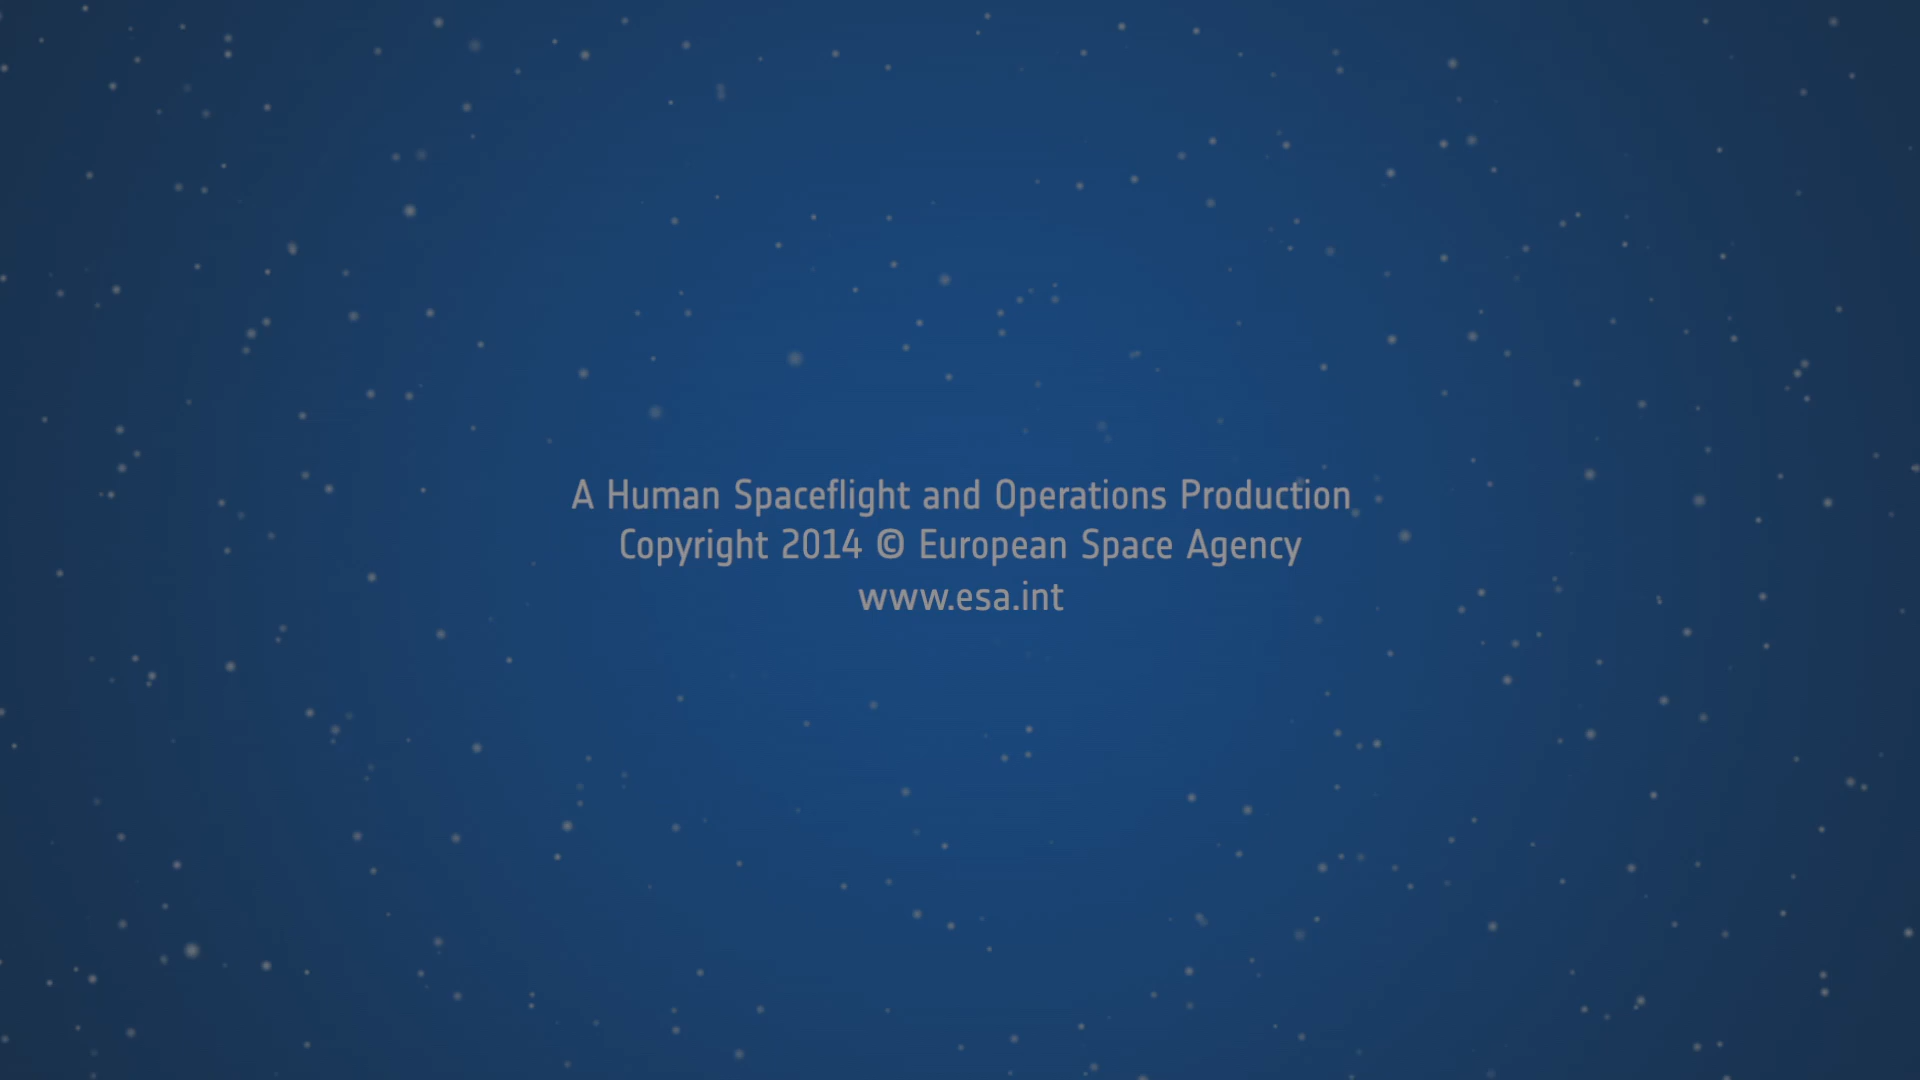 A Human Spaceflight and Operations Production
Copyright 2014 © European Space Agency
www.esa.int